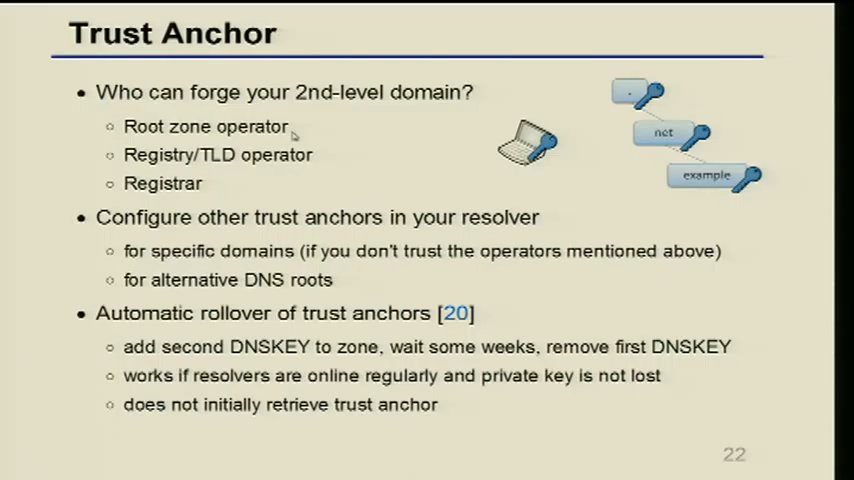 Trust Anchor
• Who can forge your 2nd-level domain?
○ Root zone operator
○ Registry/TLD operator
○ Registrar
.
net
example
• Configure other trust anchors in your resolver
○ for specific domains (if you don't trust the operators mentioned above)
○ for alternative DNS roots
• Automatic rollover of trust anchors [20]
○ add second DNSKEY to zone, wait some weeks, remove first DNSKEY
○ works if resolvers are online regularly and private key is not lost
○ does not initially retrieve trust anchor
22